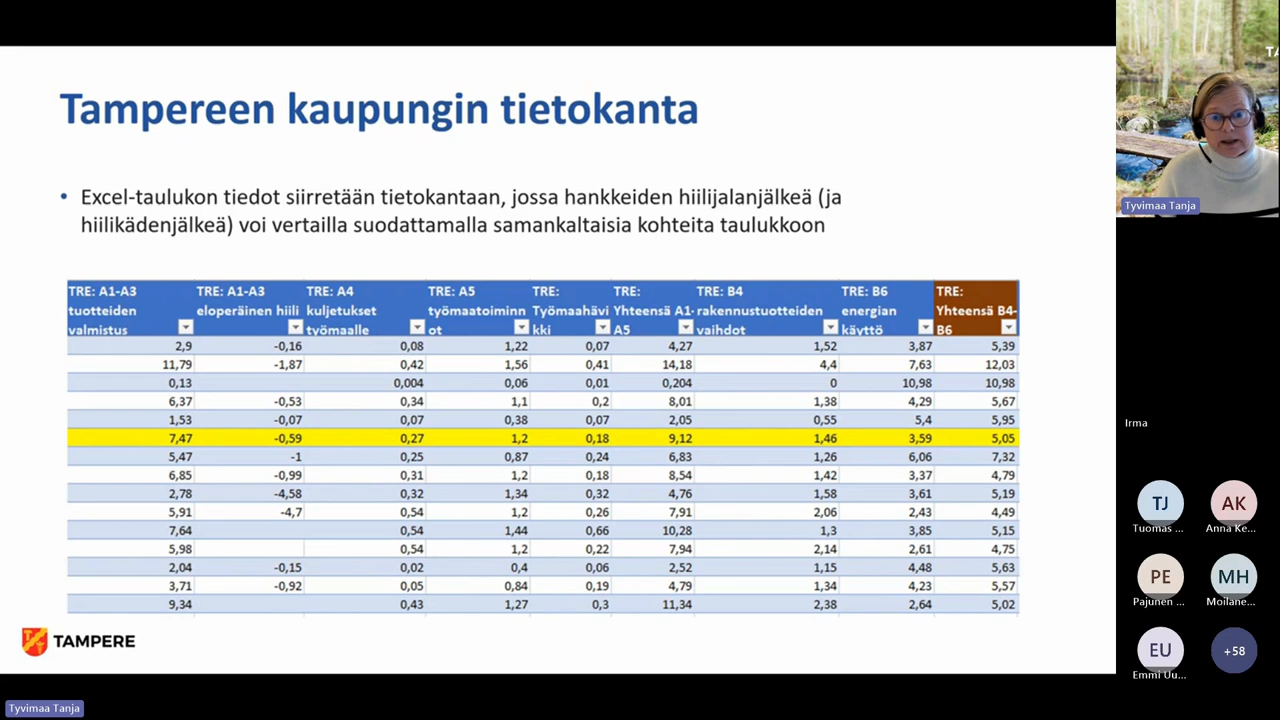 Tampereen kaupungin tietokanta
• Excel-taulukon tiedot siirretään tietokantaan, jossa hankkeiden hiilijalanjälkeä (ja
hiilikädenjälkeä) voi vertailla suodattamalla samankaltaisia kohteita taulukkoon
TRE: A1-A3 TRE: A1-A3 TRE: A4 TRE: A5 TRE: TRE: TRE: B4 TRE: B6 TRE:
tuotteiden eloperäinen hiili kuljetukset työmaatoiminn Työmaahävi Yhteensä A1- rakennustuotteiden energian Yhteensä B4-
valmistus työmaalle ot kki A5 vaihdot käyttö B6
2,9 -0,16 0,08 1,22 0,07 4,27 1,52 3,87 5,39
11,79 -1,87 0,42 1,56 0,41 14,18 4,4 7,63 12,03
0,13 0,004 0,06 0,01 0,204 0 10,98 10,98
6,37 -0,53 0,34 1,1 0,2 8,01 1,38 4,29 5,67
1,53 -0,07 0,07 0,38 0,07 2,05 0,55 5,4 5,95
7,47 -0,59 0,27 1,2 0,18 9,12 1,46 3,59 5,05
5,47 -1 0,25 0,87 0,24 6,83 1,26 6,06 7,32
6,85 -0,99 0,31 1,2 0,18 8,54 1,42 3,37 4,79
2,78 -4,58 0,32 1,34 0,32 4,76 1,58 3,61 5,19
5,91 -4,7 0,54 1,2 0,26 7,91 2,06 2,43 4,49
7,64 0,54 1,44 0,66 10,28 1,3 3,85 5,15
5,98 0,54 1,2 0,22 7,94 2,14 2,61 4,75
2,04 -0,15 0,02 0,4 0,06 2,52 1,15 4,48 5,63
3,71 -0,92 0,05 0,84 0,19 4,79 1,34 4,23 5,57
9,34 0,43 1,27 0,3 11,34 2,38 2,64 5,02
TAMPERE
Tyvimaa Tanja
TA
Tyvimaa Tanja
Irma
TJ AK
Tuomas ... Anna Ke...
PE MH
Pajunen ... Moilane...
EU +58
Emmi Uu...